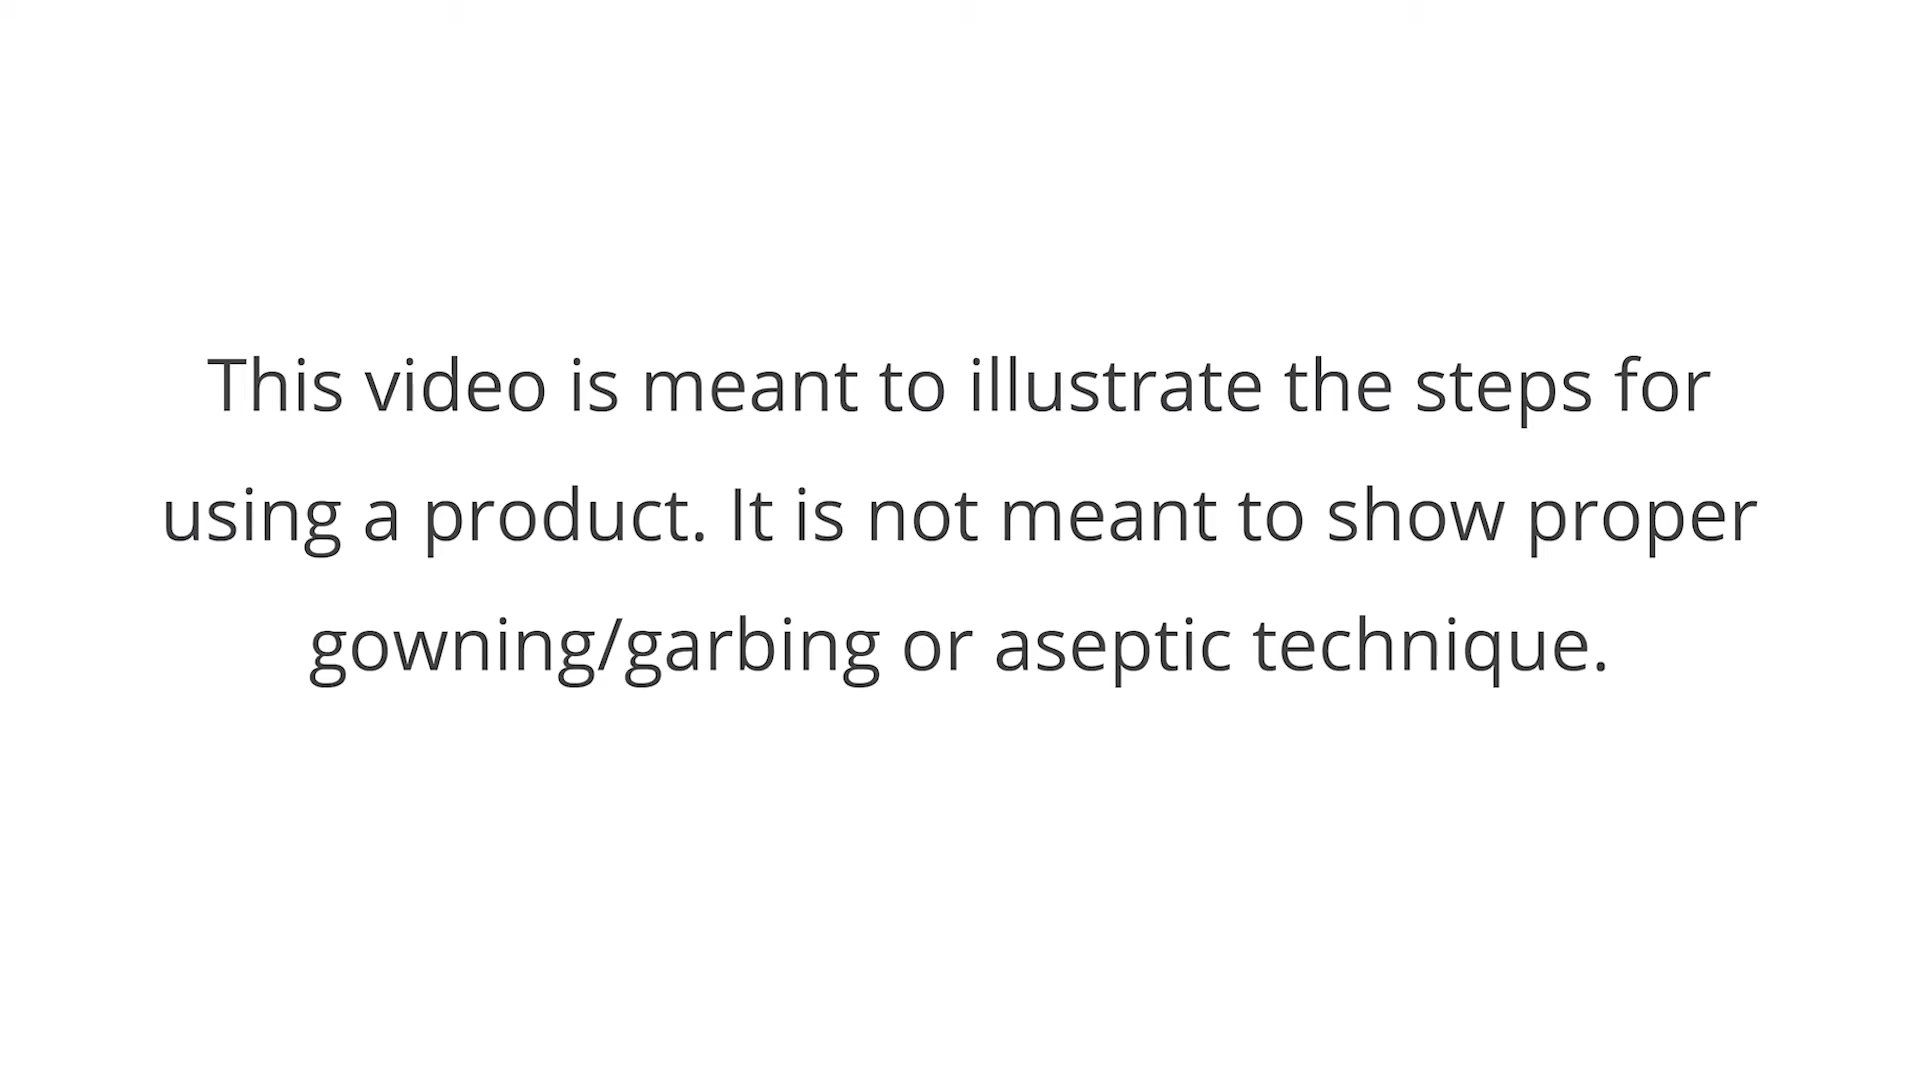 This video is meant to illustrate the steps for
using a product. It is not meant to show proper
gowning/garbing or aseptic technique.